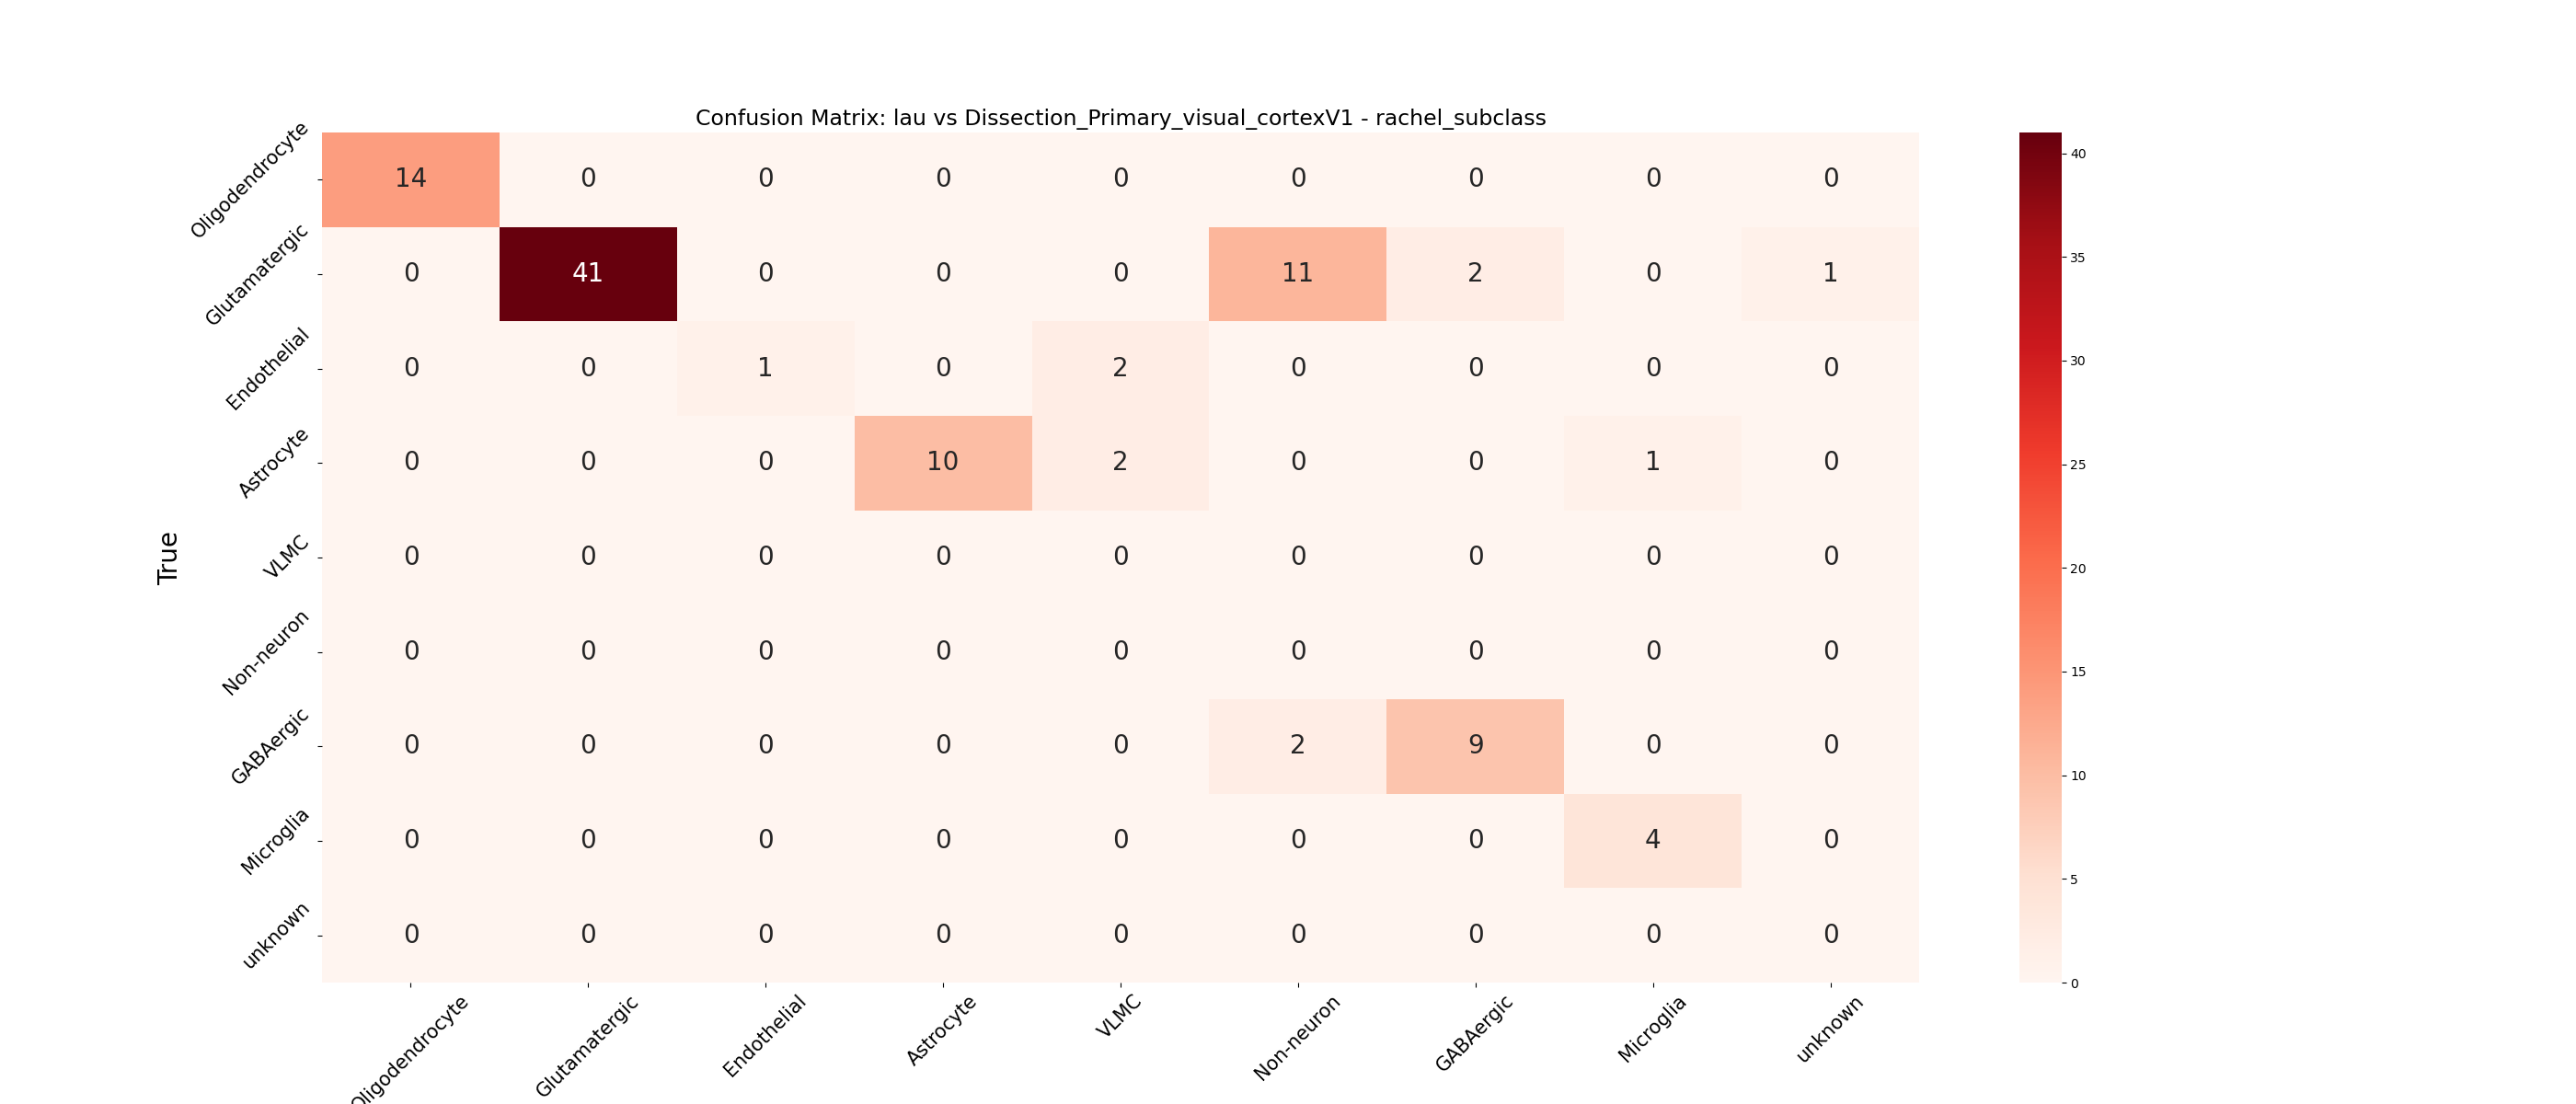 Confusion Matrix: lau vs Dissection_Primary_visual_cortexV1 - rachel_subclass
True
Oligodendrocyte 14 0 0 0 0 0 0 0 0
Glutamatergic 0 41 0 0 0 11 2 0 1
Endothelial 0 0 1 0 2 0 0 0 0
Astrocyte 0 0 0 10 2 0 0 1 0
VLMC 0 0 0 0 0 0 0 0 0
Non-neuron 0 0 0 0 0 0 0 0 0
GABAergic 0 0 0 0 0 2 9 0 0
Microglia 0 0 0 0 0 0 0 4 0
unknown 0 0 0 0 0 0 0 0 0
Oligodendrocyte Glutamatergic Endothelial Astrocyte VLMC Non-neuron GABAergic Microglia unknown
40
35
30
25
20
15
10
5
0